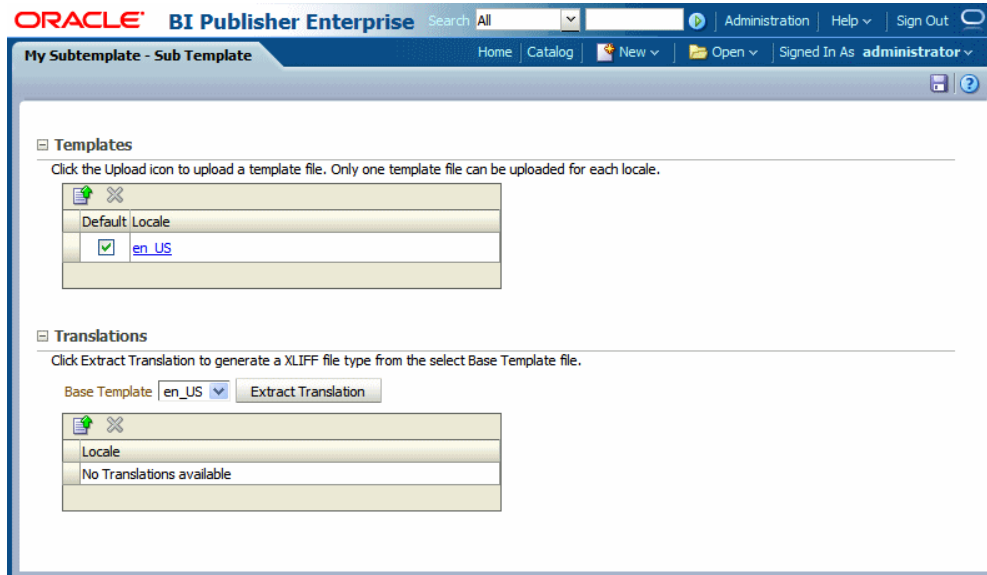 ORACLE BI Publisher Enterprise Search All Administration Help Sign Out
My Subtemplate - Sub Template Home Catalog New Open Signed In As administrator
Templates
Click the Upload icon to upload a template file. Only one template file can be uploaded for each locale.
Default Locale
en_US
Translations
Click Extract Translation to generate a XLIFF file type from the select Base Template file.
Base Template en_US Extract Translation
Locale
No Translations available